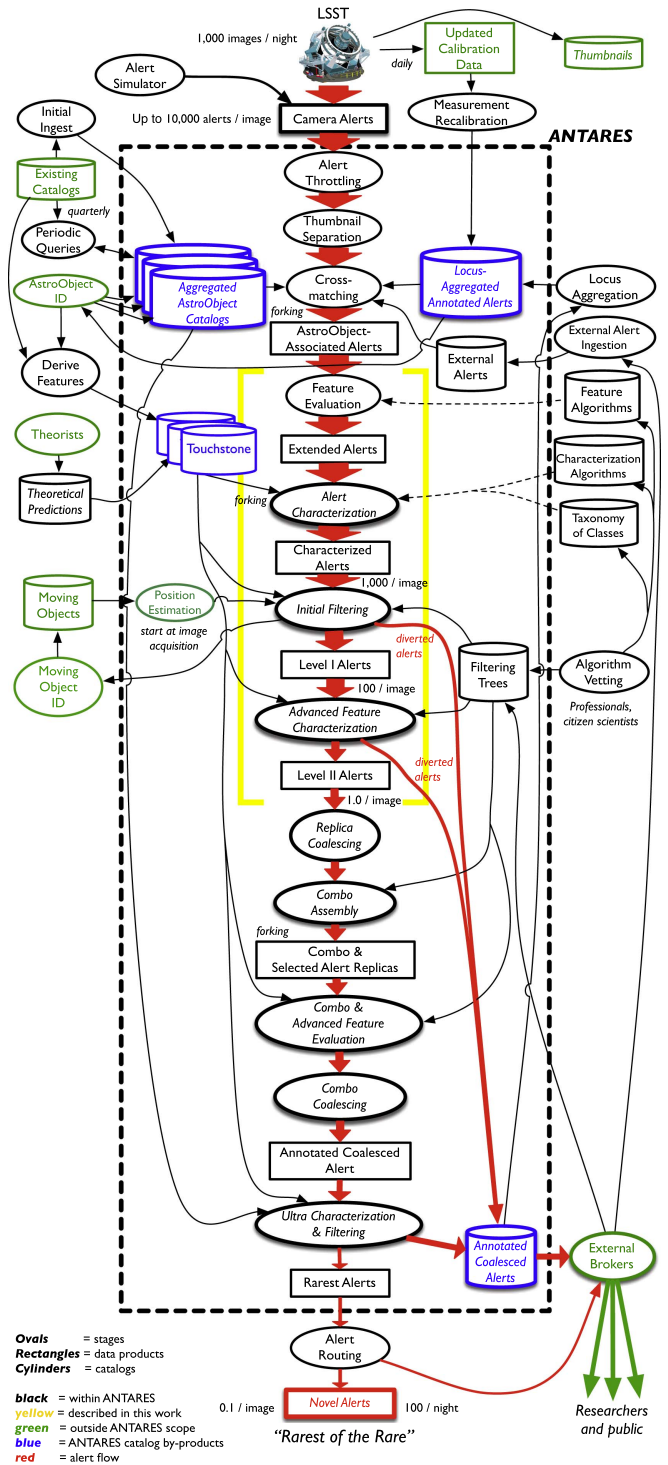 LSST
1,000 images / night
daily
Updated
Calibration
Data
Thumbnails
Alert
Simulator
Up to 10,000 alerts / image
Camera Alerts
Measurement
Recalibration
ANTARES
Initial
Ingest
Existing
Catalogs
quarterly
Periodic
Queries
AstroObject
ID
Derive
Features
Theorists
Theoretical
Predictions
Alert
Throttling
Thumbnail
Separation
Aggregated
AstroObject
Catalogs
Cross-
matching
forking
Locus-
Aggregated
Annotated Alerts
Locus
Aggregation
AstroObject-
Associated Alerts
External
Alerts
External Alert
Ingestion
Feature
Evaluation
Feature
Algorithms
Touchstone
Extended Alerts
Characterization
Algorithms
forking
Alert
Characterization
Taxonomy
of Classes
Characterized
Alerts
1,000 / image
Moving
Objects
Position
Estimation
start at image
acquisition
Initial Filtering
diverted
alerts
Moving
Object
ID
Level I Alerts
100 / image
Filtering
Trees
Algorithm
Vetting
Professionals,
citizen scientists
Advanced Feature
Characterization
diverted
alerts
Level II Alerts
1.0 / image
Replica
Coalescing
Combo
Assembly
forking
Combo &
Selected Alert Replicas
Combo &
Advanced Feature
Evaluation
Combo
Coalescing
Annotated Coalesced
Alert
Ultra Characterization
& Filtering
Annotated
Coalesced
Alerts
External
Brokers
Rarest Alerts
Alert
Routing
0.1 / image
Novel Alerts
100 / night
“Rarest of the Rare”
Researchers
and public
Ovals = stages
Rectangles = data products
Cylinders = catalogs
black = within ANTARES
yellow = described in this work
green = outside ANTARES scope
blue = ANTARES catalog by-products
red = alert flow